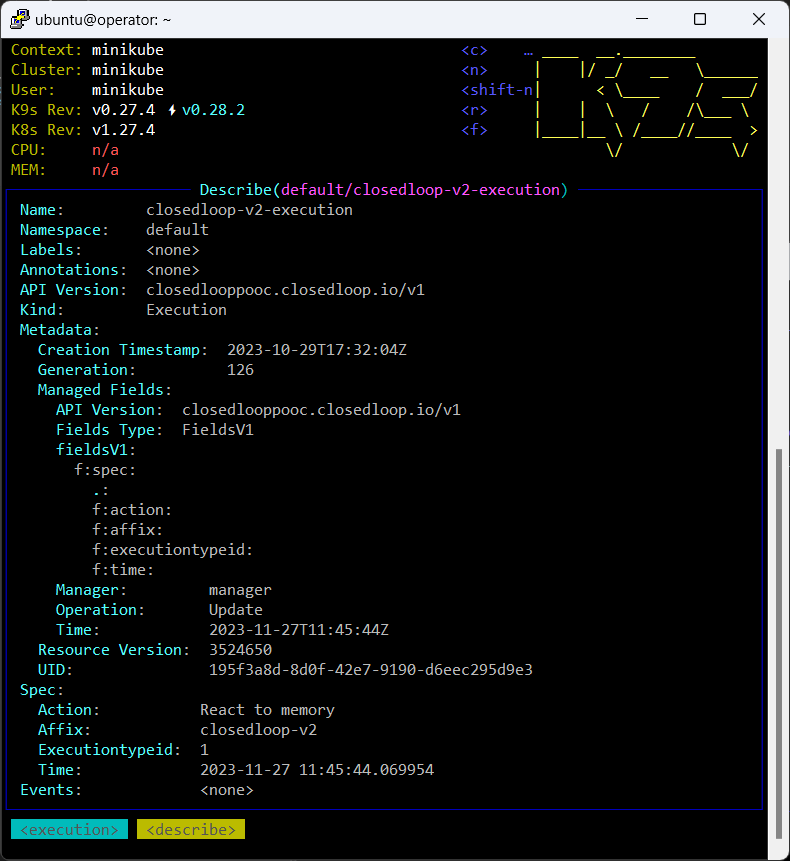 ubuntu@operator: ~
Context: minikube <c> …
Cluster: minikube <n>
User: minikube <shift-n
K9s Rev: v0.27.4 ⚡v0.28.2 <r>
K8s Rev: v1.27.4 <f>
CPU: n/a
MEM: n/a
Describe(default/closedloop-v2-execution)
Name: closedloop-v2-execution
Namespace: default
Labels: <none>
Annotations: <none>
API Version: closedlooppooc.closedloop.io/v1
Kind: Execution
Metadata:
Creation Timestamp: 2023-10-29T17:32:04Z
Generation: 126
Managed Fields:
API Version: closedlooppooc.closedloop.io/v1
Fields Type: FieldsV1
fieldsV1:
f:spec:
.:
f:action:
f:affix:
f:executiontypeid:
f:time:
Manager: manager
Operation: Update
Time: 2023-11-27T11:45:44Z
Resource Version: 3524650
UID: 195f3a8d-8d0f-42e7-9190-d6eec295d9e3
Spec:
Action: React to memory
Affix: closedloop-v2
Executiontypeid: 1
Time: 2023-11-27 11:45:44.069954
Events: <none>
<execution> <describe>